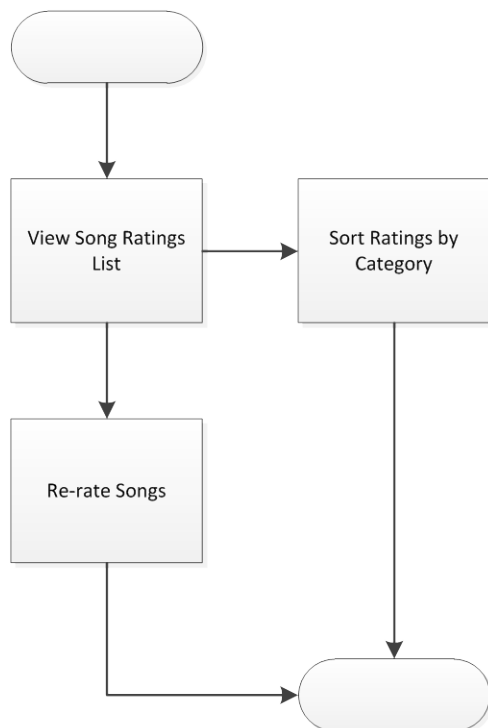 View Song Ratings
List
Sort Ratings by
Category
Re-rate Songs